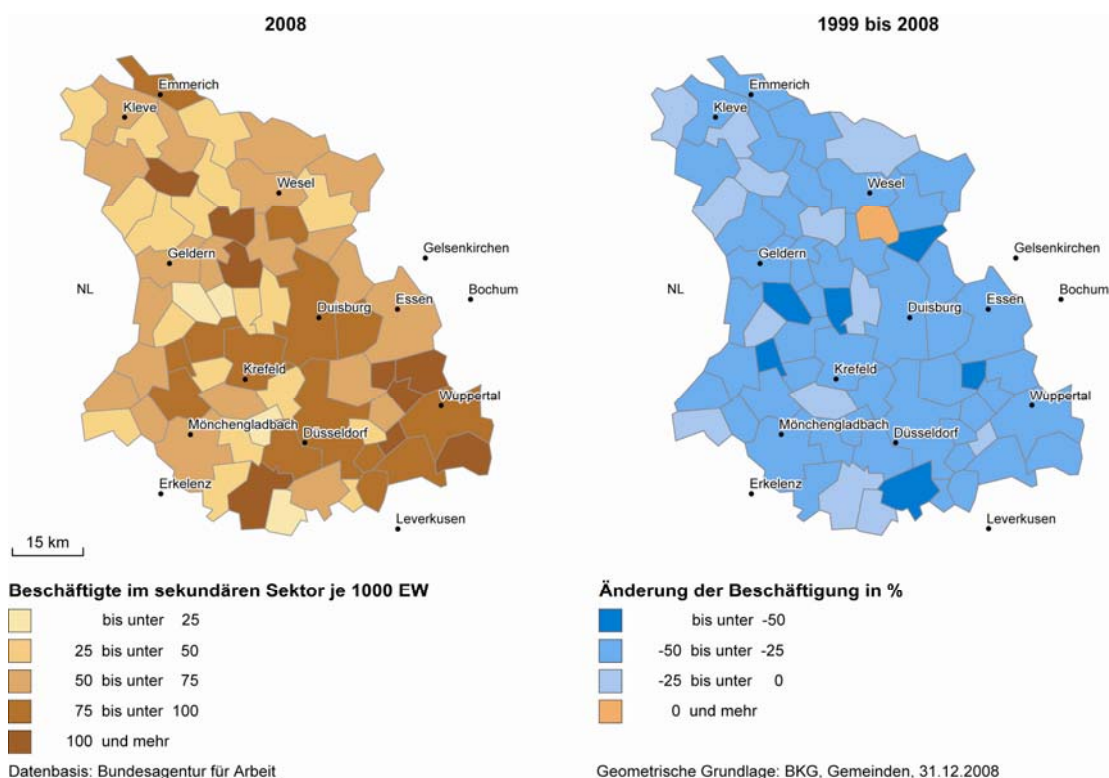 2008
Emmerich
Kleve
Wesel
Geldern
Gelsenkirchen
NL
Bochum
Duisburg
Essen
Krefeld
Wuppertal
Mönchengladbach
Düsseldorf
Erkelenz
Leverkusen
15 km
Beschäftigte im sekundären Sektor je 1000 EW
bis unter 25
25 bis unter 50
50 bis unter 75
75 bis unter 100
100 und mehr
Datenbasis: Bundesagentur für Arbeit
1999 bis 2008
Emmerich
Kleve
Wesel
Geldern
Gelsenkirchen
NL
Bochum
Duisburg
Essen
Krefeld
Wuppertal
Mönchengladbach
Düsseldorf
Erkelenz
Leverkusen
Änderung der Beschäftigung in %
bis unter -50
-50 bis unter -25
-25 bis unter 0
0 und mehr
Geometrische Grundlage: BKG, Gemeinden, 31.12.2008